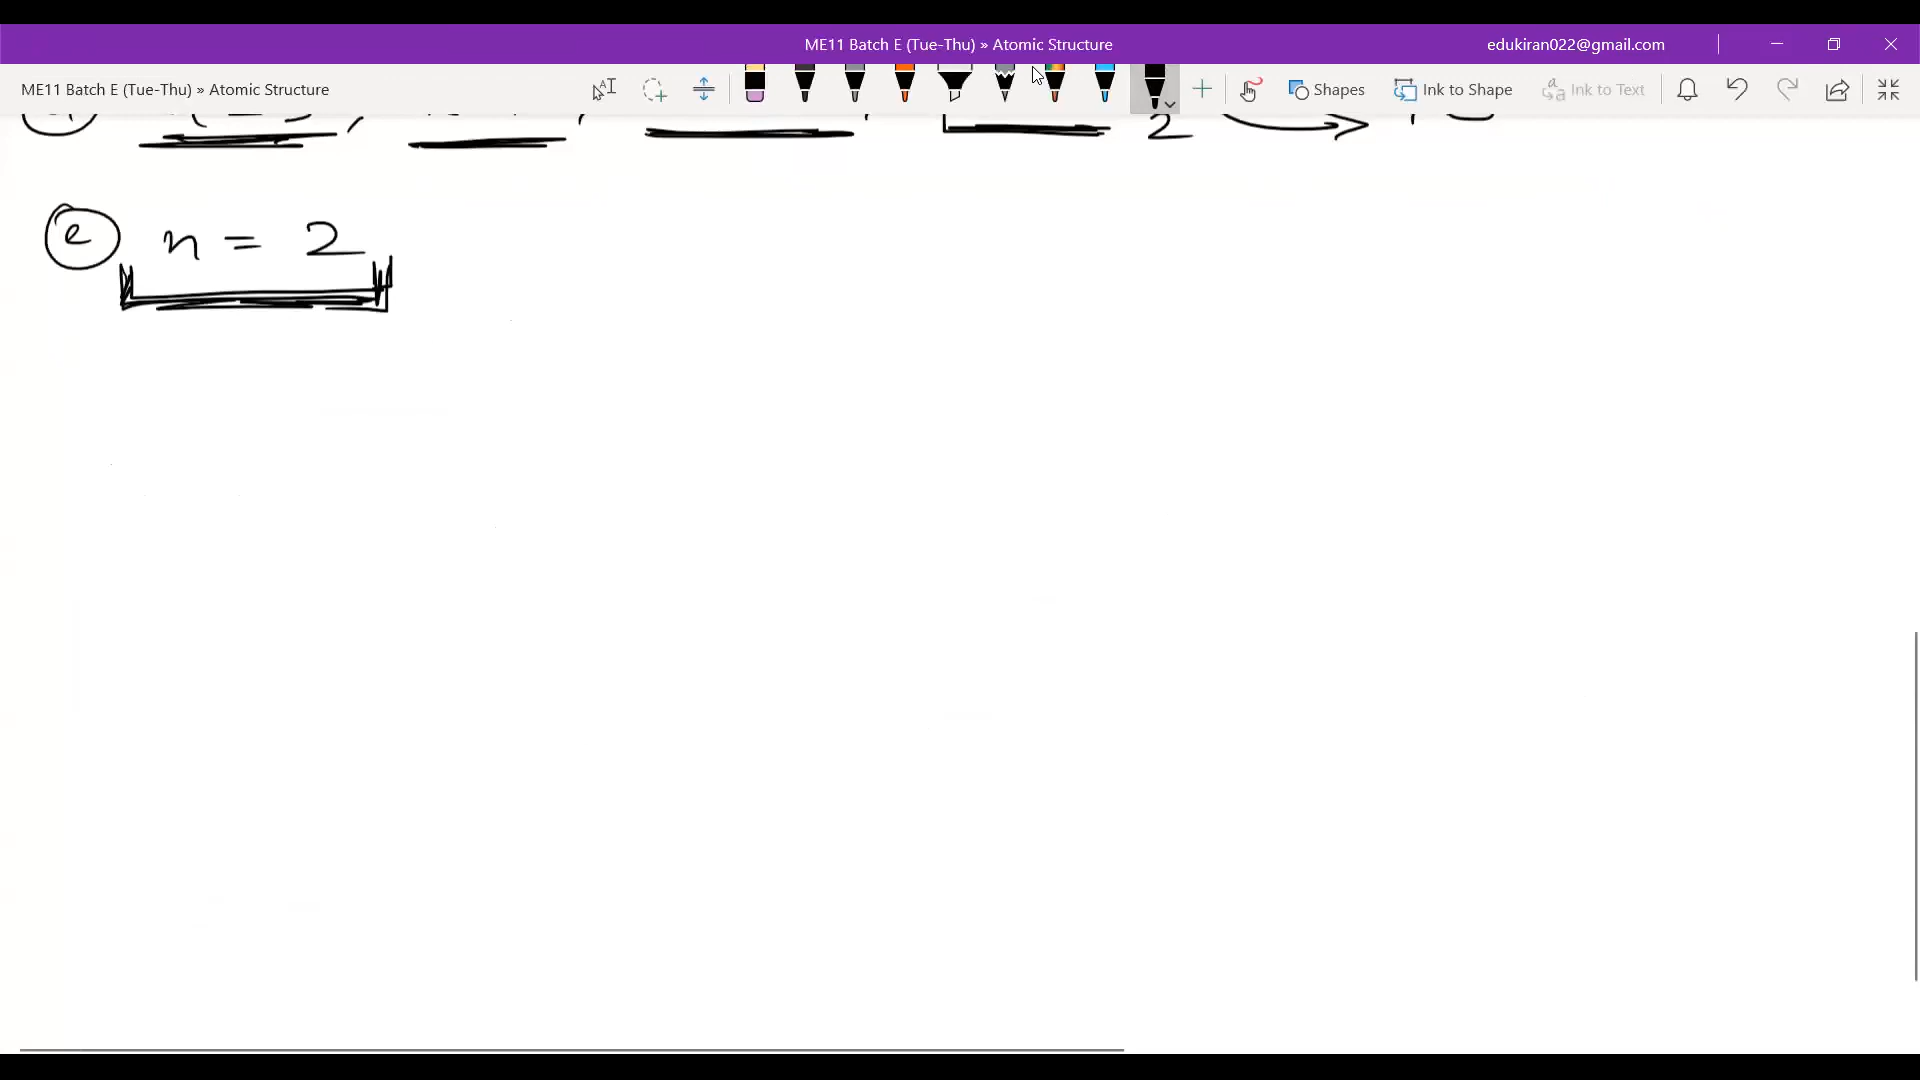 ME11 Batch E (Tue-Thu) » Atomic Structure
edukiran022@gmail.com
ME11 Batch E (Tue-Thu) » Atomic Structure
Shapes
Ink to Shape
Ink to Text
2
e n = 2